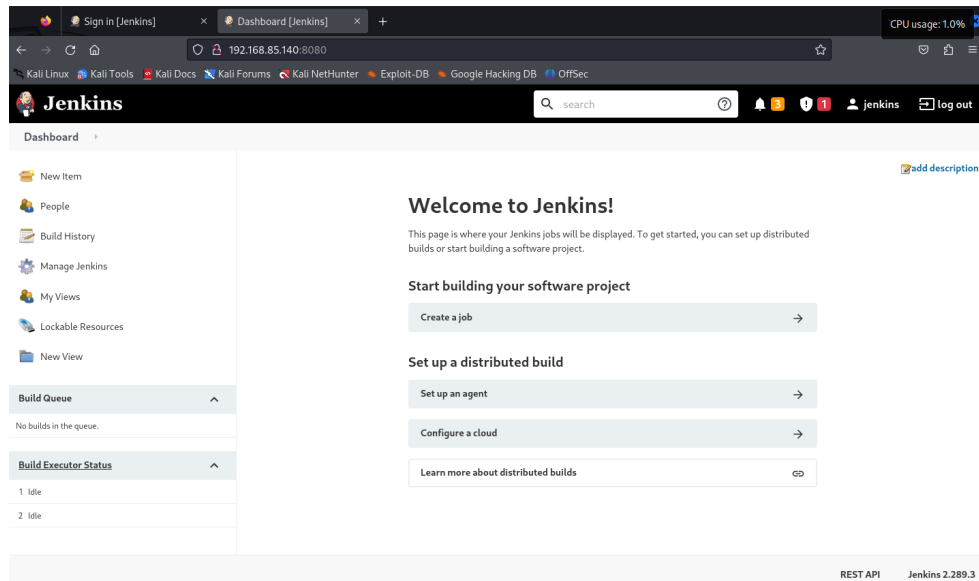 Sign in [Jenkins]
Dashboard [Jenkins]
CPU usage: 1.0%
192.168.85.140:8080
Kali Linux Kali Tools Kali Docs Kali Forums Kali NetHunter Exploit-DB Google Hacking DB OffSec
Jenkins
search
3
1
jenkins
log out
Dashboard
add description
New Item
People
Build History
Manage Jenkins
My Views
Lockable Resources
New View
Build Queue
No builds in the queue.
Build Executor Status
1 Idle
2 Idle
Welcome to Jenkins!
This page is where your Jenkins jobs will be displayed. To get started, you can set up distributed
builds or start building a software project.
Start building your software project
Create a job
Set up a distributed build
Set up an agent
Configure a cloud
Learn more about distributed builds
REST API
Jenkins 2.289.3